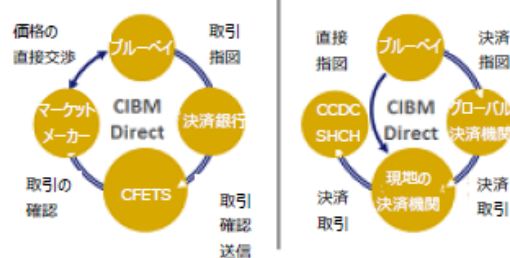 価格の
直接交渉
ブルーベイ
取引
指図
マーケット
メーカー
CIBM
Direct
決済銀行
CFETS
取引の
確認
取引
確認
送信
直接
指図
ブルーベイ
決済
指図
CCDC
SHCH
CIBM
Direct
グローバル
決済機関
現地の
決済機関
決済
取引
決済
取引